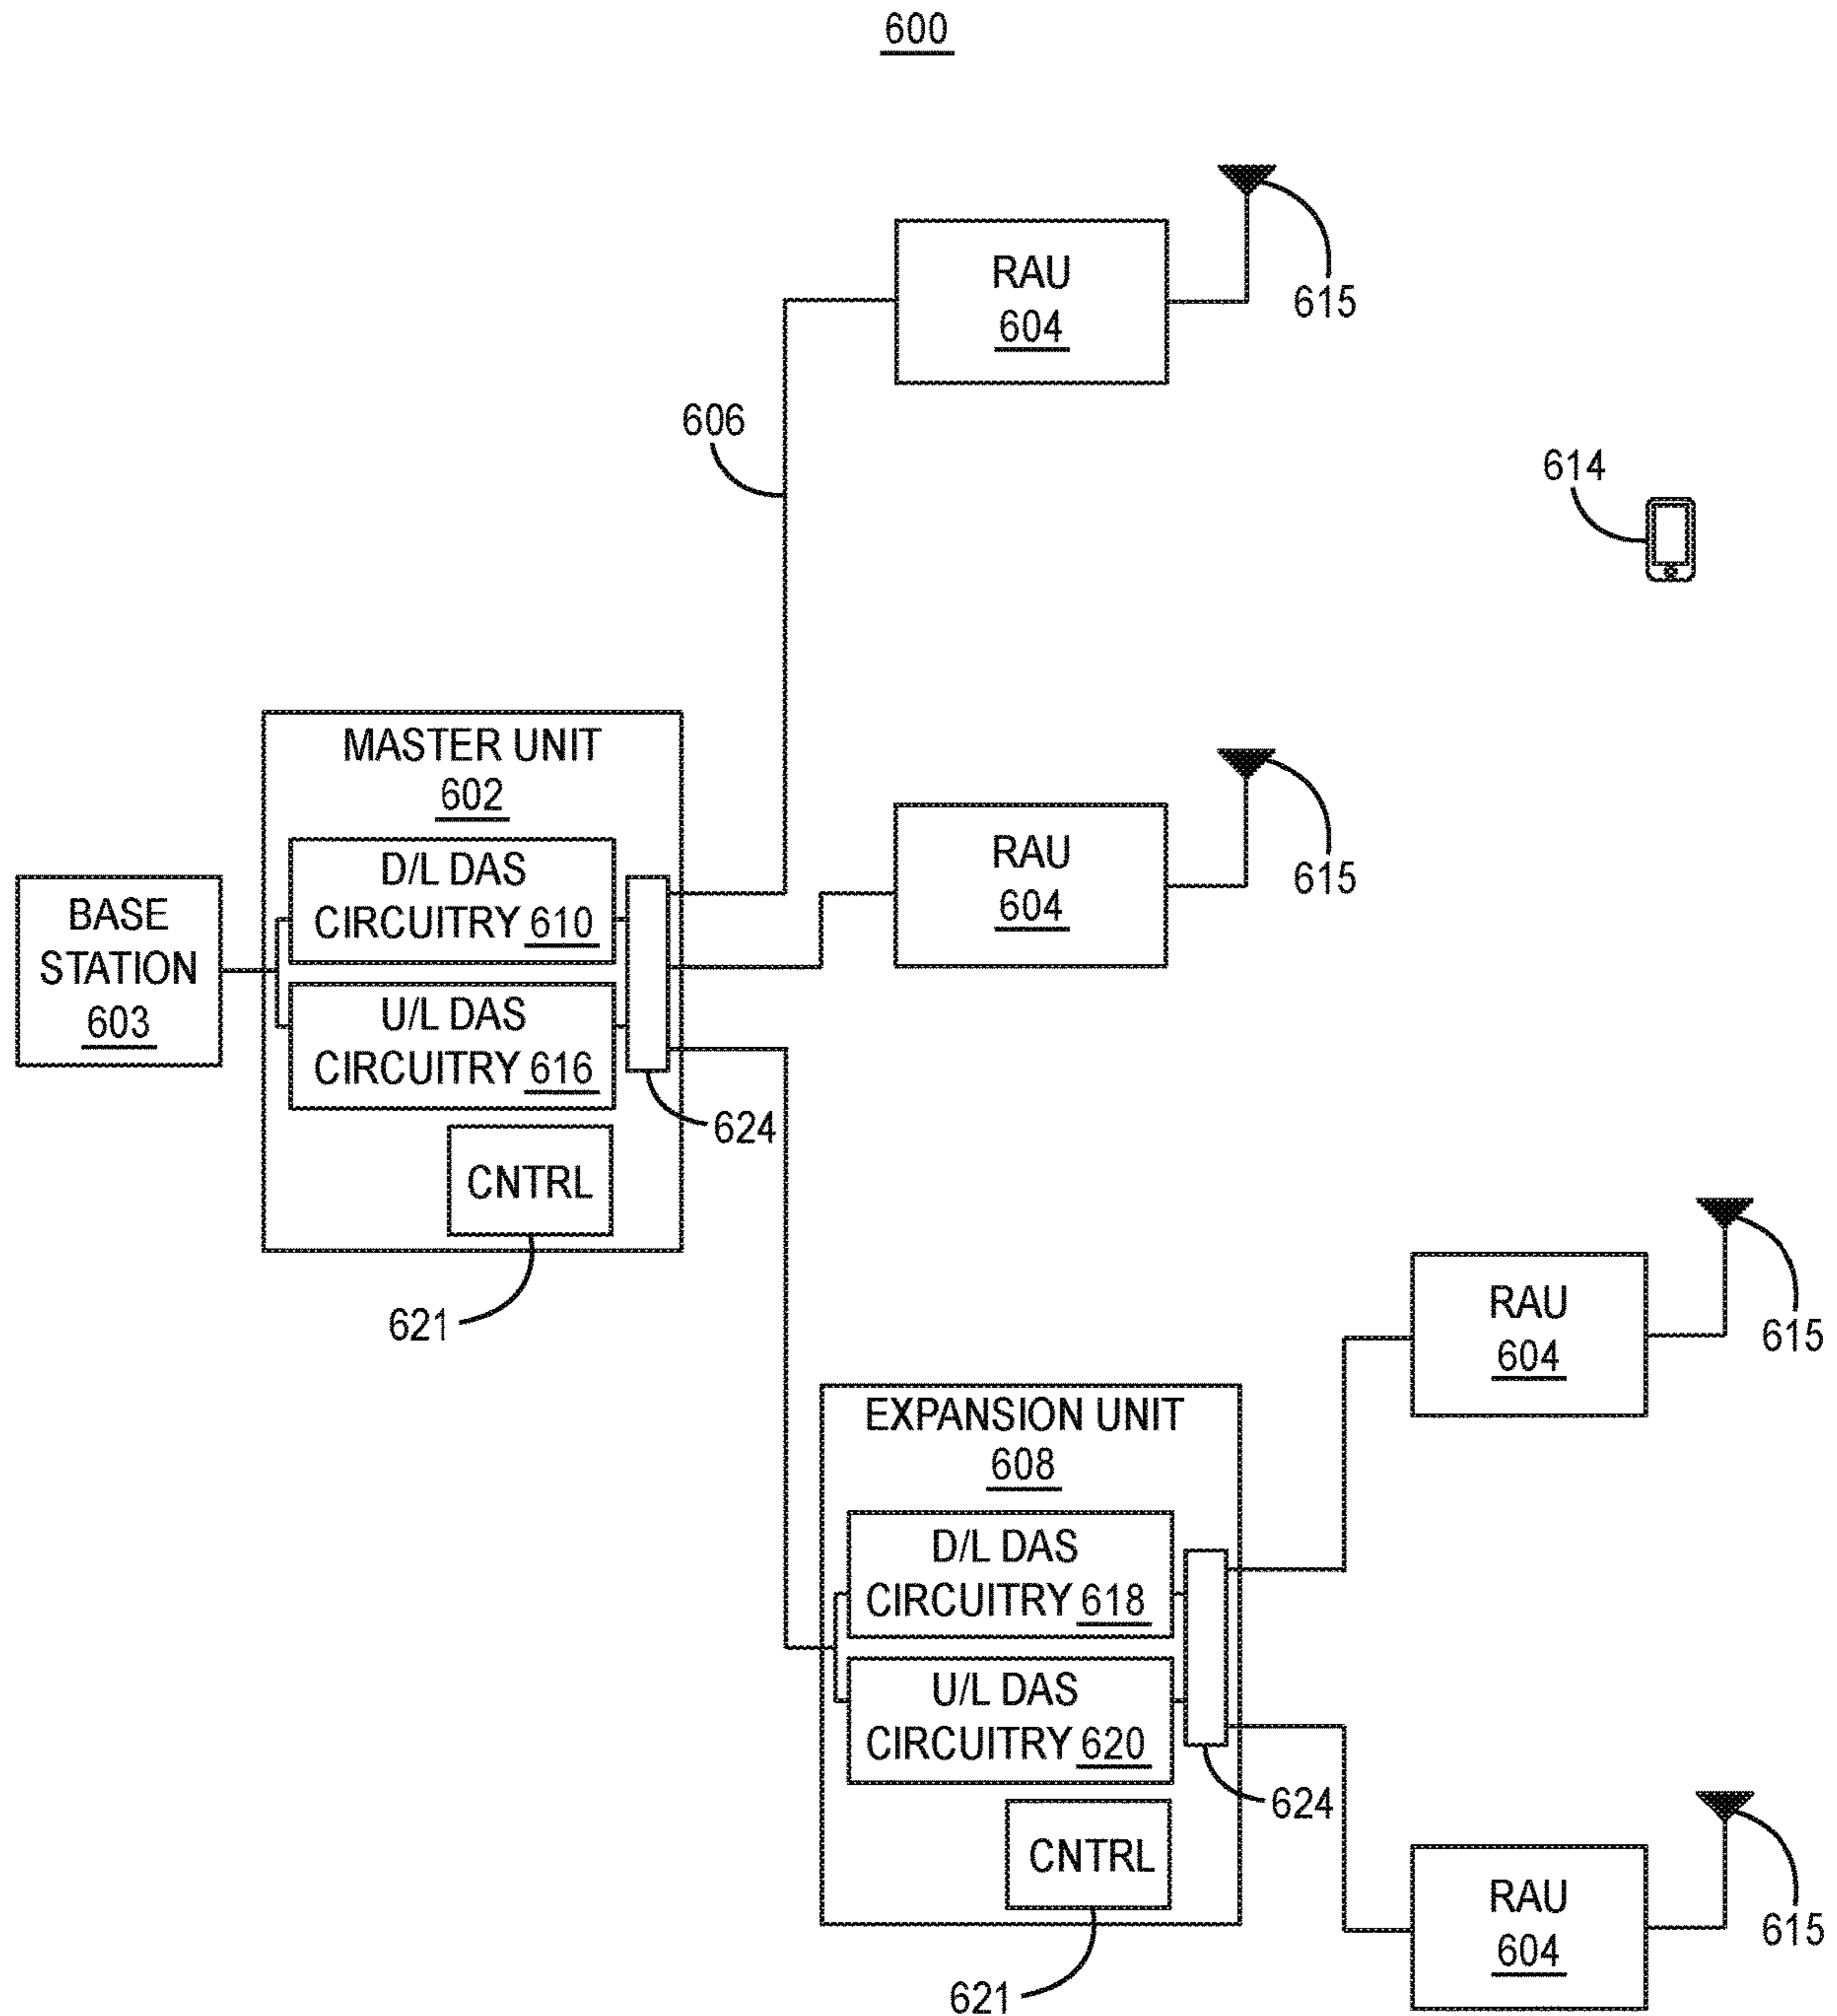 600
RAU
604
615
606
614
MASTER UNIT
602
D/L DAS
CIRCUITRY 610
U/L DAS
CIRCUITRY 616
CNTRL
624
621
BASE
STATION
603
RAU
604
615
RAU
604
615
EXPANSION UNIT
608
D/L DAS
CIRCUITRY 618
U/L DAS
CIRCUITRY 620
CNTRL
624
621
RAU
604
615